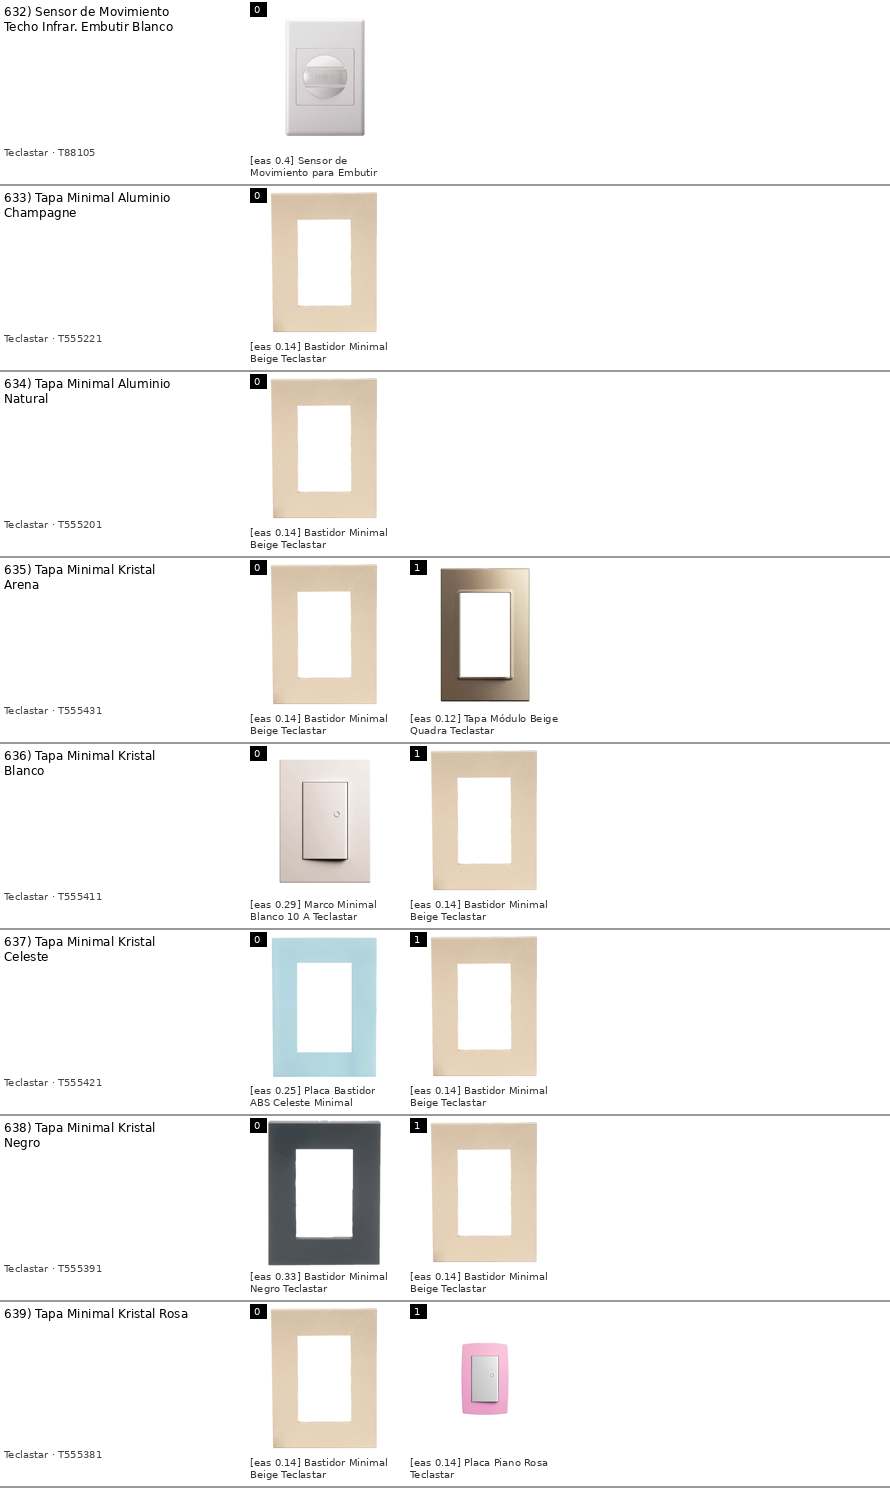 632) Sensor de Movimiento
Techo Infrar. Embutir Blanco
0
Teclastar · T88105
[eas 0.4] Sensor de
Movimiento para Embutir
633) Tapa Minimal Aluminio
Champagne
0
Teclastar · T555221
[eas 0.14] Bastidor Minimal
Beige Teclastar
634) Tapa Minimal Aluminio
Natural
0
Teclastar · T555201
[eas 0.14] Bastidor Minimal
Beige Teclastar
635) Tapa Minimal Kristal
Arena
0
1
Teclastar · T555431
[eas 0.14] Bastidor Minimal
Beige Teclastar
[eas 0.12] Tapa Módulo Beige
Quadra Teclastar
636) Tapa Minimal Kristal
Blanco
0
1
Teclastar · T555411
[eas 0.29] Marco Minimal
Blanco 10 A Teclastar
[eas 0.14] Bastidor Minimal
Beige Teclastar
637) Tapa Minimal Kristal
Celeste
0
1
Teclastar · T555421
[eas 0.25] Placa Bastidor
ABS Celeste Minimal
[eas 0.14] Bastidor Minimal
Beige Teclastar
638) Tapa Minimal Kristal
Negro
0
1
Teclastar · T555391
[eas 0.33] Bastidor Minimal
Negro Teclastar
[eas 0.14] Bastidor Minimal
Beige Teclastar
639) Tapa Minimal Kristal Rosa
0
1
Teclastar · T555381
[eas 0.14] Bastidor Minimal
Beige Teclastar
[eas 0.14] Placa Piano Rosa
Teclastar